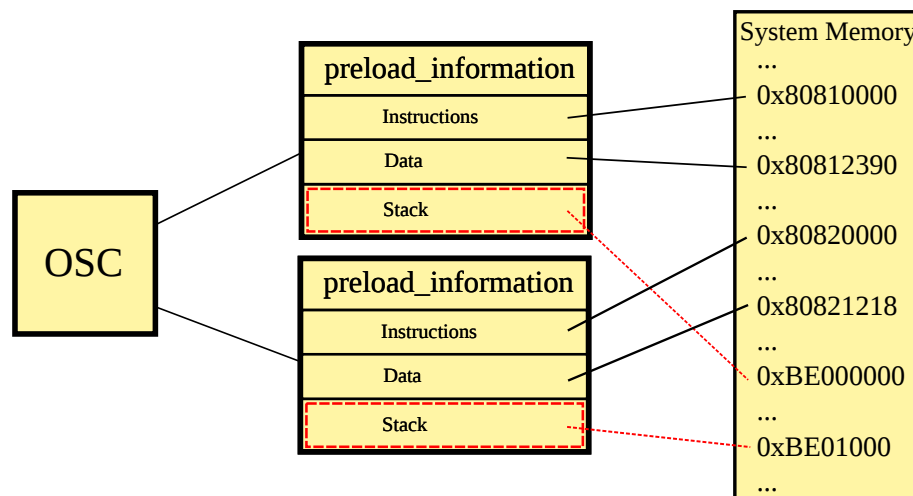 OSC
preload_information
Instructions
Data
Stack
preload_information
Instructions
Data
Stack
System Memory
...
0x80810000
...
0x80812390
...
0x80820000
...
0x80821218
...
0xBE000000
...
0xBE01000
...